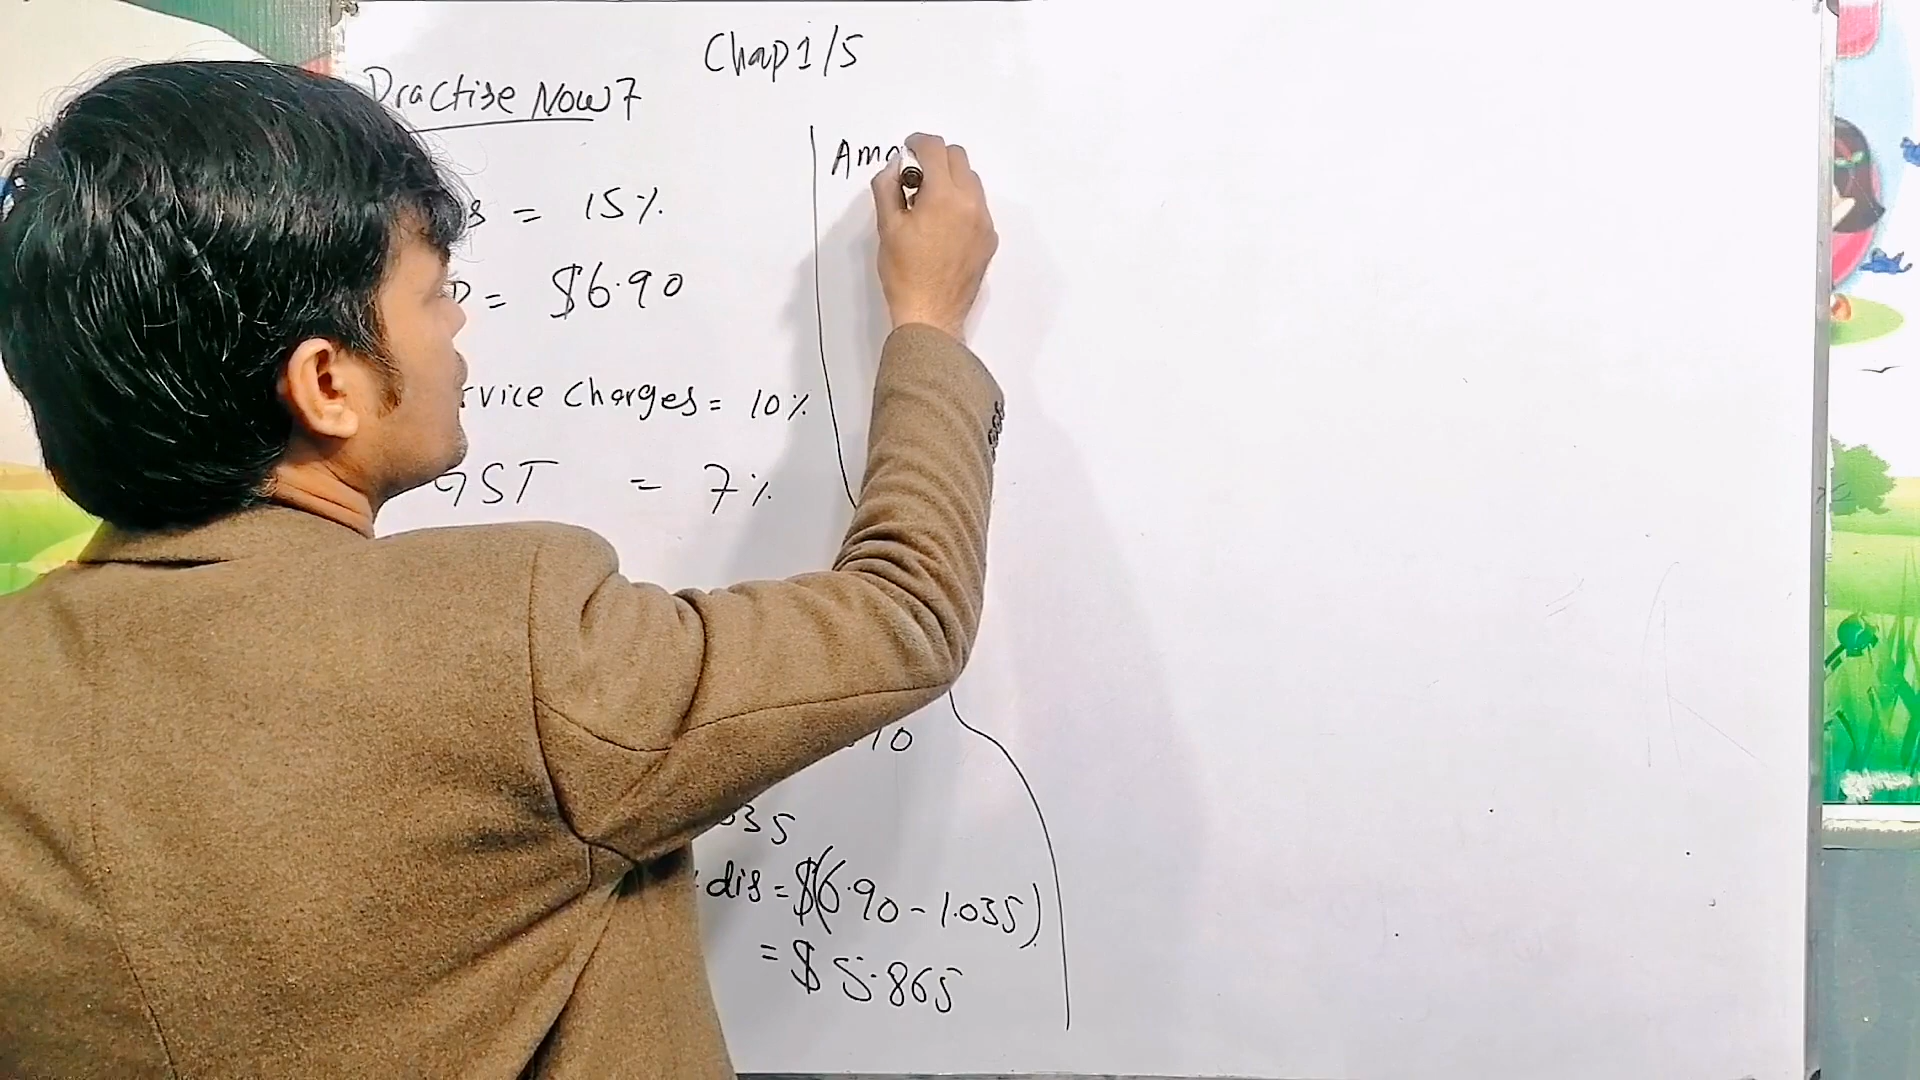 Chap 1/5
Practise Now 7
s = 15%
= $6.90
rvice charges = 10%
GST = 7%
10
035
dis = $(6.90 - 1.035)
= $5.865
Amo